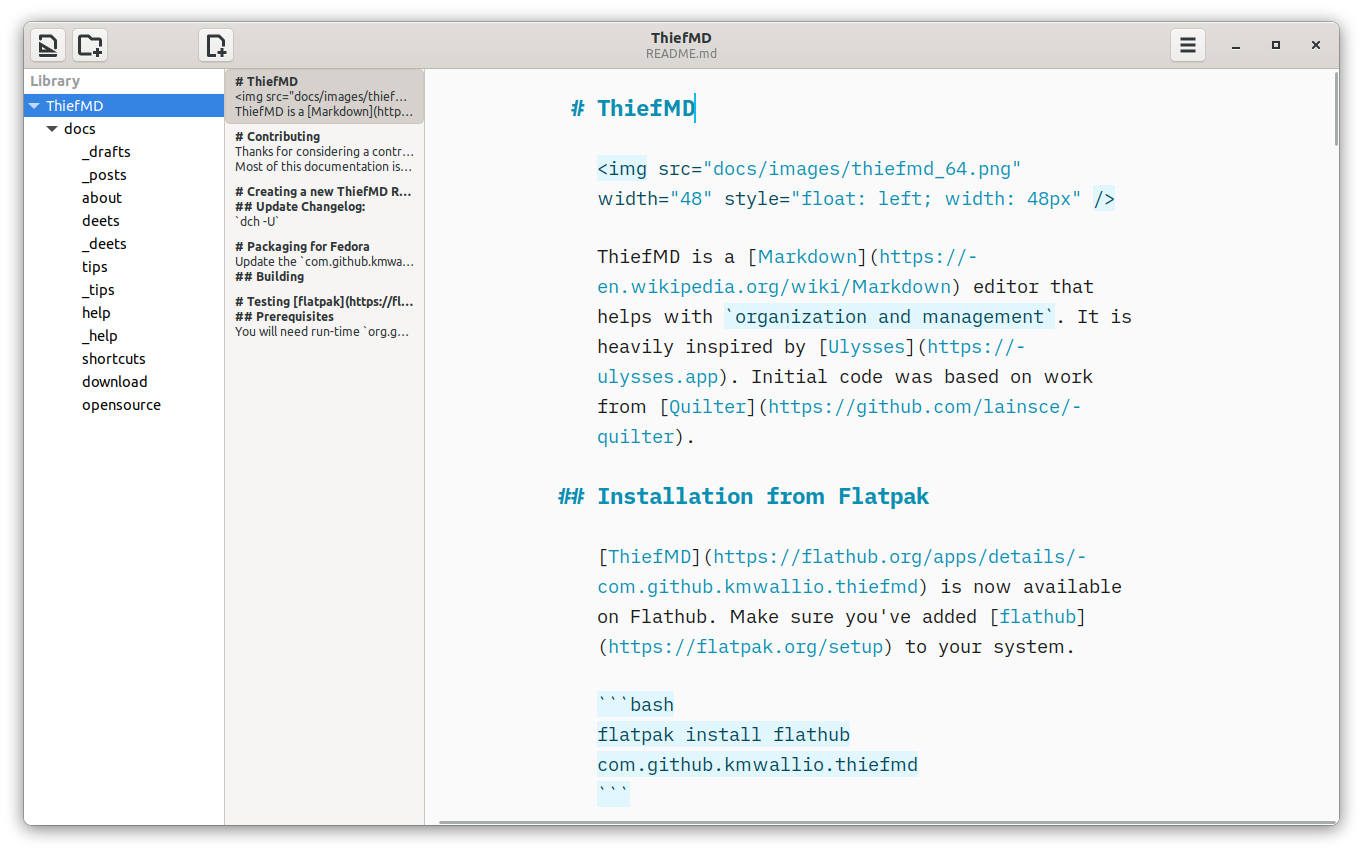 ThiefMD
README.md
Library
ThiefMD
docs
_drafts
_posts
about
deets
_deets
tips
_tips
help
_help
shortcuts
download
opensource
# ThiefMD
<img src="docs/images/thief…
ThiefMD is a [Markdown](http…
# Contributing
Thanks for considering a contr…
Most of this documentation is…
# Creating a new ThiefMD R…
## Update Changelog:
`dch -U`
# Packaging for Fedora
Update the `com.github.kmwa…
## Building
# Testing [flatpak](https://fl…
## Prerequisites
You will need run-time `org.g…
# ThiefMD
<img src="docs/images/thiefmd_64.png"
width="48" style="float: left; width: 48px" />
ThiefMD is a [Markdown](https://-
en.wikipedia.org/wiki/Markdown) editor that
helps with `organization and management`. It is
heavily inspired by [Ulysses](https://-
ulysses.app). Initial code was based on work
from [Quilter](https://github.com/lainsce/-
quilter).
## Installation from Flatpak
[ThiefMD](https://flathub.org/apps/details/-
com.github.kmwallio.thiefmd) is now available
on Flathub. Make sure you've added [flathub]
(https://flatpak.org/setup) to your system.
```bash
flatpak install flathub
com.github.kmwallio.thiefmd
```